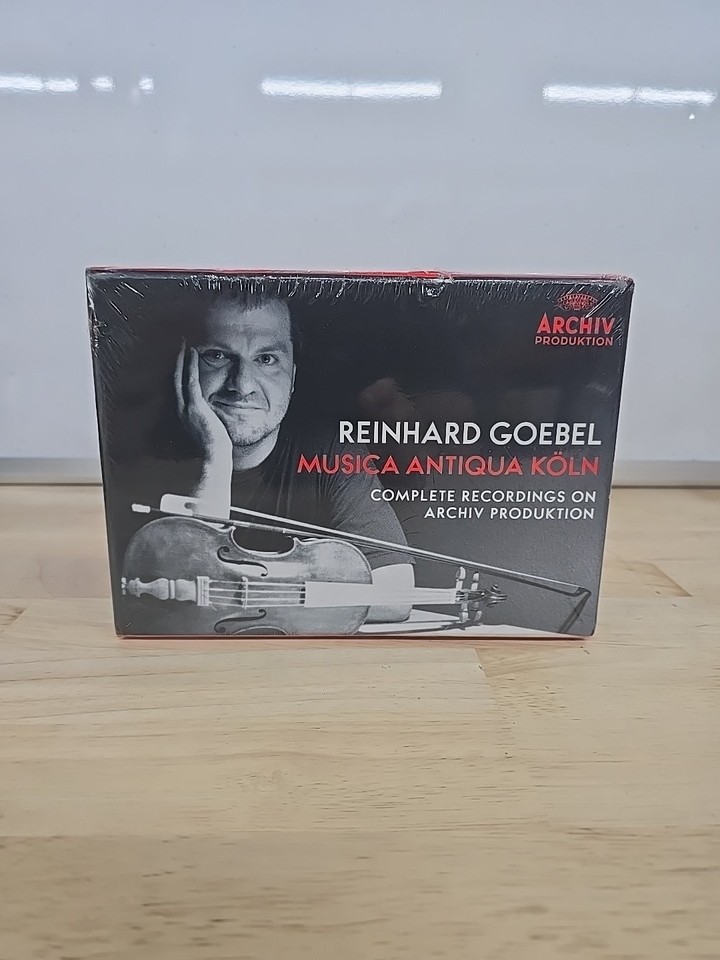 ARCHIV
PRODUKTION
REINHARD GOEBEL
MUSICA ANTIQUA KÖLN
COMPLETE RECORDINGS ON
ARCHIV PRODUKTION